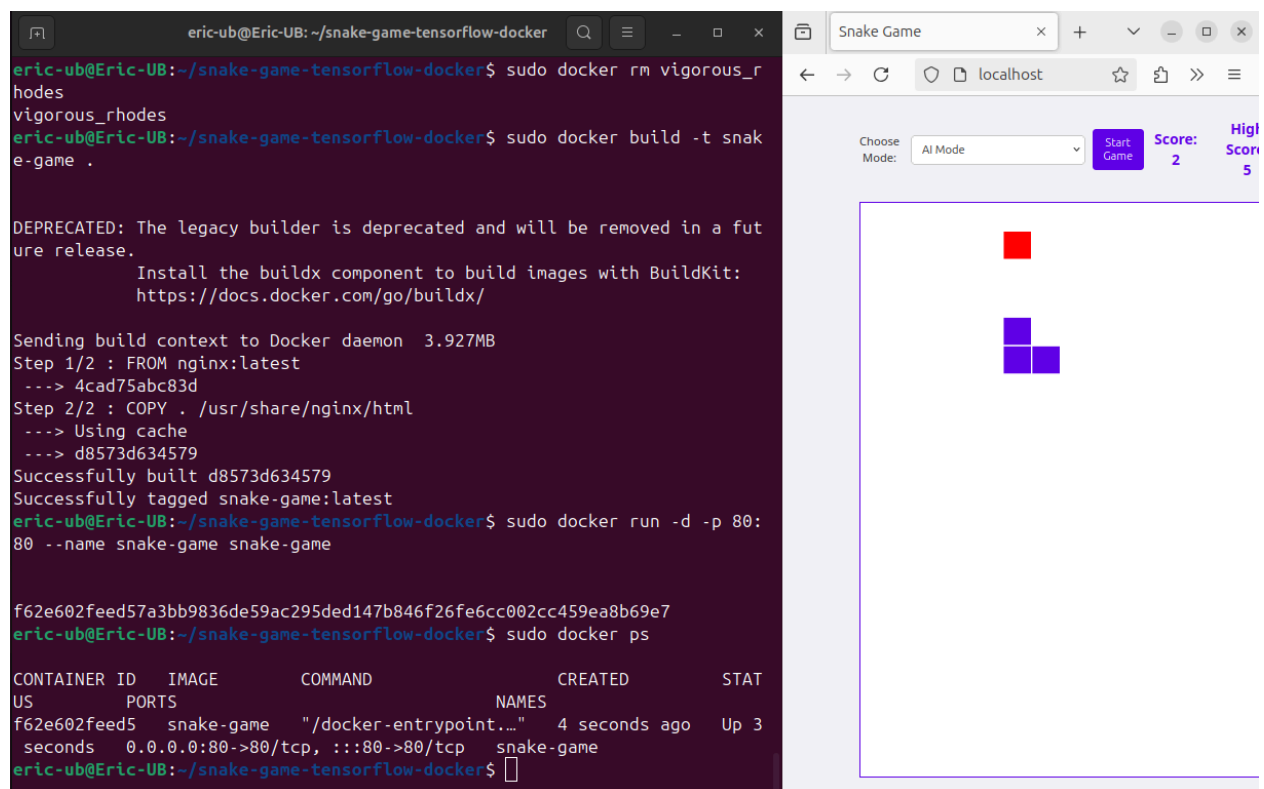 eric-ub@Eric-UB: ~/snake-game-tensorflow-docker
eric-ub@Eric-UB:~/snake-game-tensorflow-docker$ sudo docker rm vigorous_r
hodes
vigorous_rhodes
eric-ub@Eric-UB:~/snake-game-tensorflow-docker$ sudo docker build -t snak
e-game .
DEPRECATED: The legacy builder is deprecated and will be removed in a fut
ure release.
Install the buildx component to build images with BuildKit:
https://docs.docker.com/go/buildx/
Sending build context to Docker daemon  3.927MB
Step 1/2 : FROM nginx:latest
---> 4cad75abc83d
Step 2/2 : COPY . /usr/share/nginx/html
---> Using cache
---> d8573d634579
Successfully built d8573d634579
Successfully tagged snake-game:latest
eric-ub@Eric-UB:~/snake-game-tensorflow-docker$ sudo docker run -d -p 80:
80 --name snake-game snake-game
f62e602feed57a3bb9836de59ac295ded147b846f26fe6cc002cc459ea8b69e7
eric-ub@Eric-UB:~/snake-game-tensorflow-docker$ sudo docker ps
CONTAINER ID   IMAGE        COMMAND                  CREATED         STAT
US         PORTS                               NAMES
f62e602feed5   snake-game   "/docker-entrypoint.…"   4 seconds ago   Up 3
seconds   0.0.0.0:80->80/tcp, :::80->80/tcp   snake-game
eric-ub@Eric-UB:~/snake-game-tensorflow-docker$
Snake Game
localhost
Choose
Mode:
AI Mode
Start
Game
Score:
2
High
Score
5